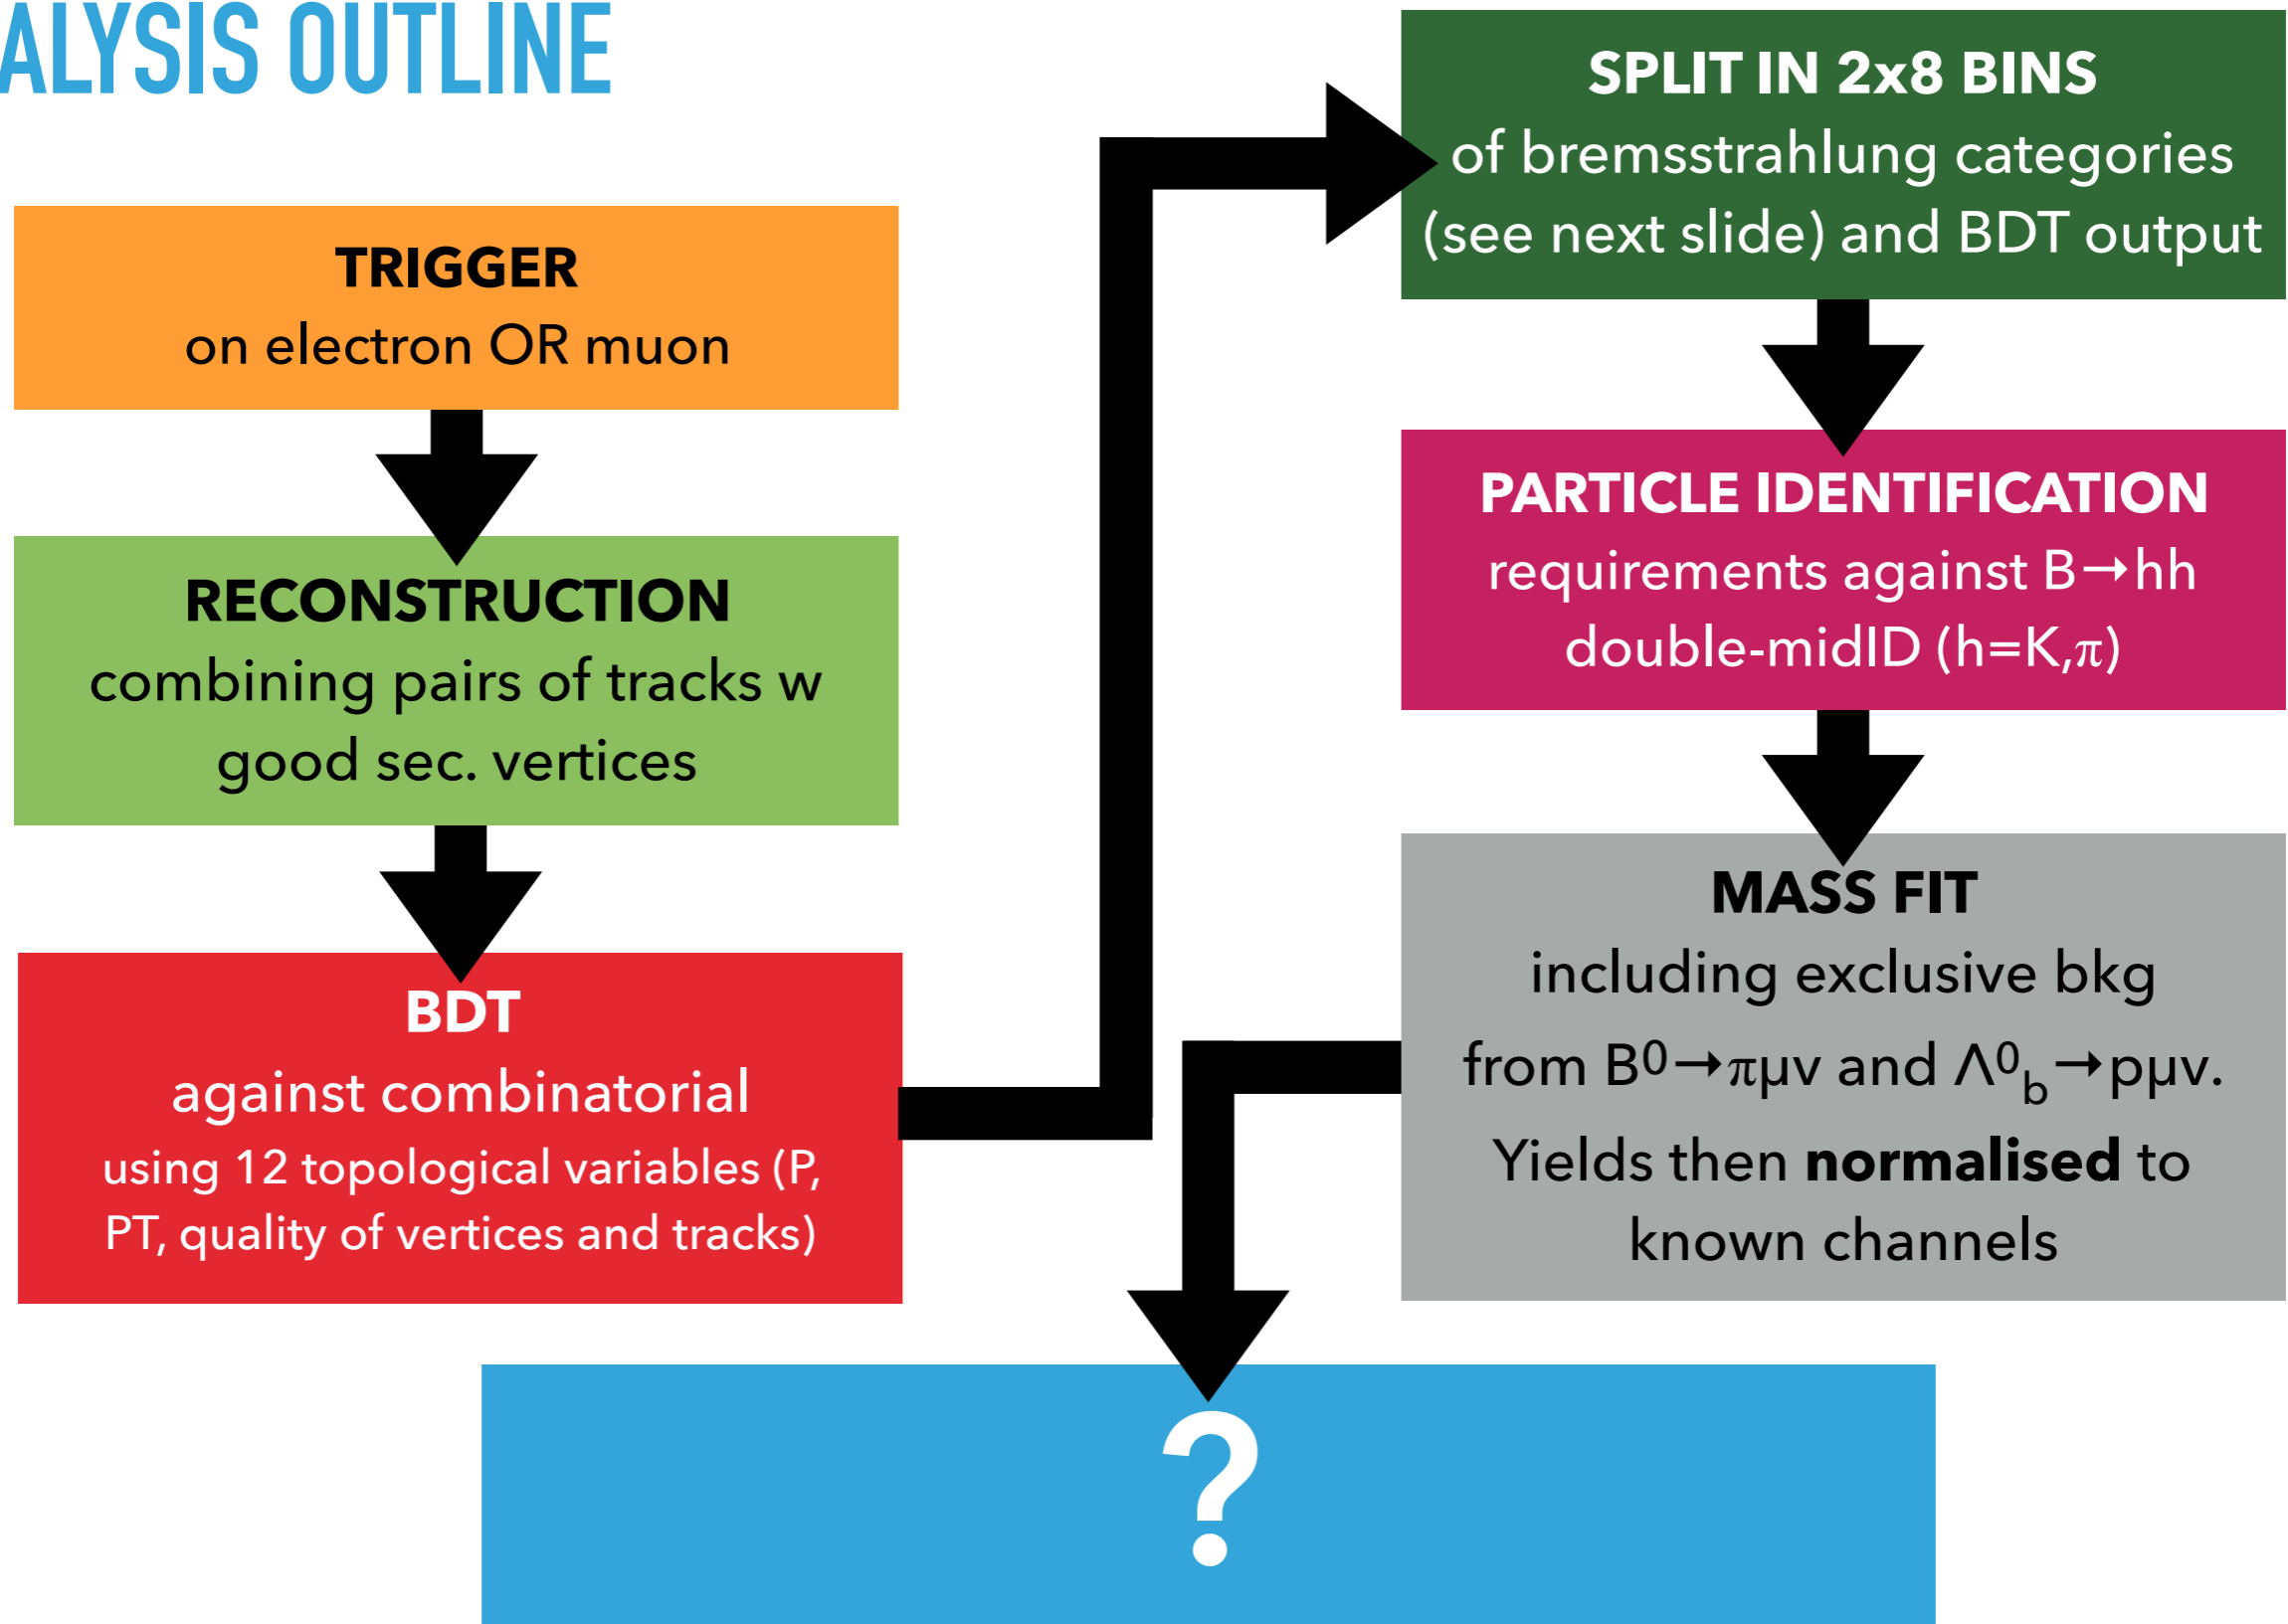 ALYSIS OUTLINE
TRIGGER
on electron OR muon
RECONSTRUCTION
combining pairs of tracks w
good sec. vertices
BDT
against combinatorial
using 12 topological variables (P,
PT, quality of vertices and tracks)
SPLIT IN 2x8 BINS
of bremsstrahlung categories
(see next slide) and BDT output
PARTICLE IDENTIFICATION
requirements against B→hh
double-midID (h=K,π)
MASS FIT
including exclusive bkg
from B⁰→πμν and Λ⁰_b→pμν.
Yields then normalised to
known channels
?